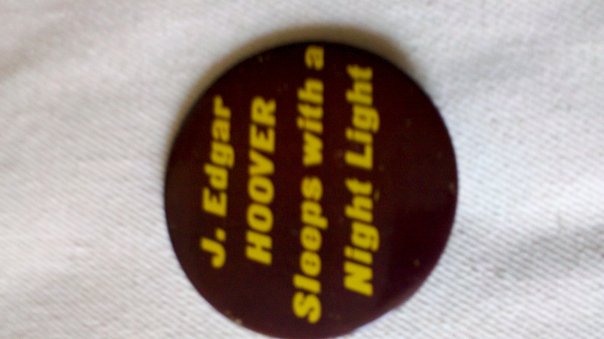 J. Edgar
HOOVER
Sleeps with a
Night Light